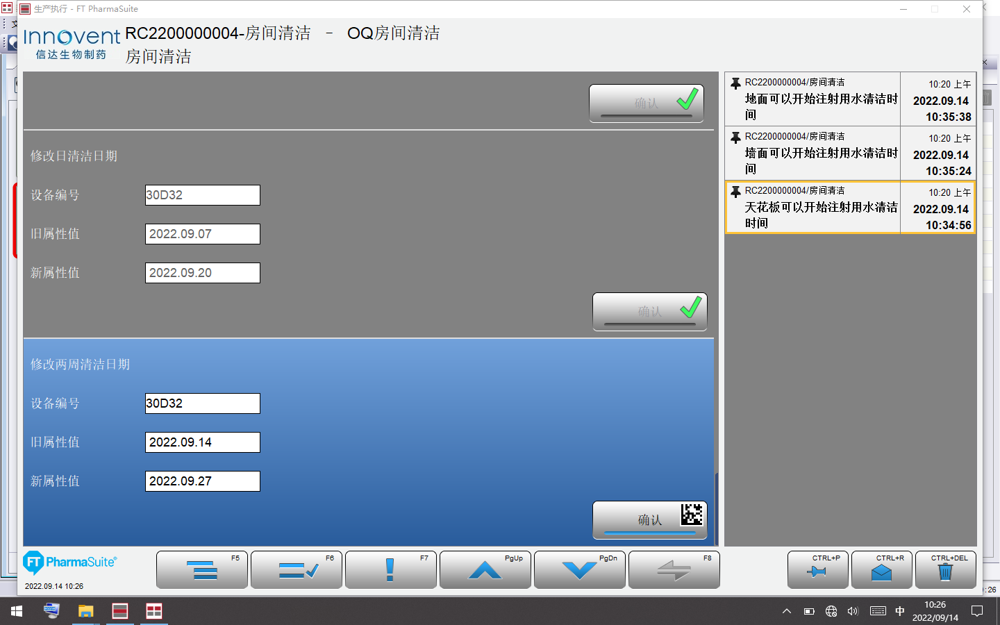 生产执行 - FT PharmaSuite
Innovent
信达生物制药
RC2200000004-房间清洁 - OQ房间清洁
房间清洁
确认
修改日清洁日期
设备编号 30D32
旧属性值 2022.09.07
新属性值 2022.09.20
确认
修改两周清洁日期
设备编号 30D32
旧属性值 2022.09.14
新属性值 2022.09.27
确认
RC2200000004/房间清洁 10:20 上午
地面可以开始注射用水清洁时 2022.09.14
间 10:35:38
RC2200000004/房间清洁 10:20 上午
墙面可以开始注射用水清洁时 2022.09.14
间 10:35:24
RC2200000004/房间清洁 10:20 上午
天花板可以开始注射用水清洁 2022.09.14
时间 10:34:56
FT PharmaSuite®
2022.09.14 10:26
F5 F6 F7 PgUp PgDn F8 CTRL+P CTRL+R CTRL+DEL
:26
中
10:26
2022/09/14